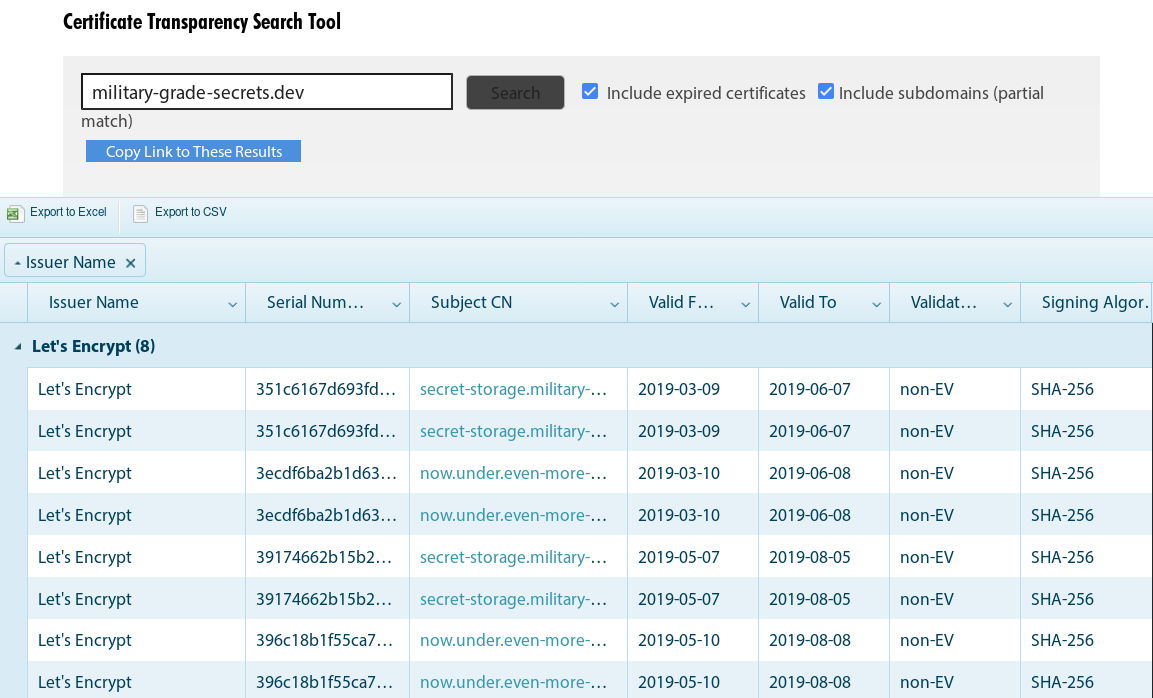 Certificate Transparency Search Tool
military-grade-secrets.dev Search Include expired certificates Include subdomains (partial
match)
Copy Link to These Results
Export to Excel Export to CSV
Issuer Name ×
Issuer Name Serial Num… Subject CN Valid F… Valid To Validat… Signing Algor.
Let's Encrypt (8)
Let's Encrypt 351c6167d693fd… secret-storage.military-… 2019-03-09 2019-06-07 non-EV SHA-256
Let's Encrypt 351c6167d693fd… secret-storage.military-… 2019-03-09 2019-06-07 non-EV SHA-256
Let's Encrypt 3ecdf6ba2b1d63… now.under.even-more-… 2019-03-10 2019-06-08 non-EV SHA-256
Let's Encrypt 3ecdf6ba2b1d63… now.under.even-more-… 2019-03-10 2019-06-08 non-EV SHA-256
Let's Encrypt 39174662b15b2… secret-storage.military-… 2019-05-07 2019-08-05 non-EV SHA-256
Let's Encrypt 39174662b15b2… secret-storage.military-… 2019-05-07 2019-08-05 non-EV SHA-256
Let's Encrypt 396c18b1f55ca7… now.under.even-more-… 2019-05-10 2019-08-08 non-EV SHA-256
Let's Encrypt 396c18b1f55ca7… now.under.even-more-… 2019-05-10 2019-08-08 non-EV SHA-256